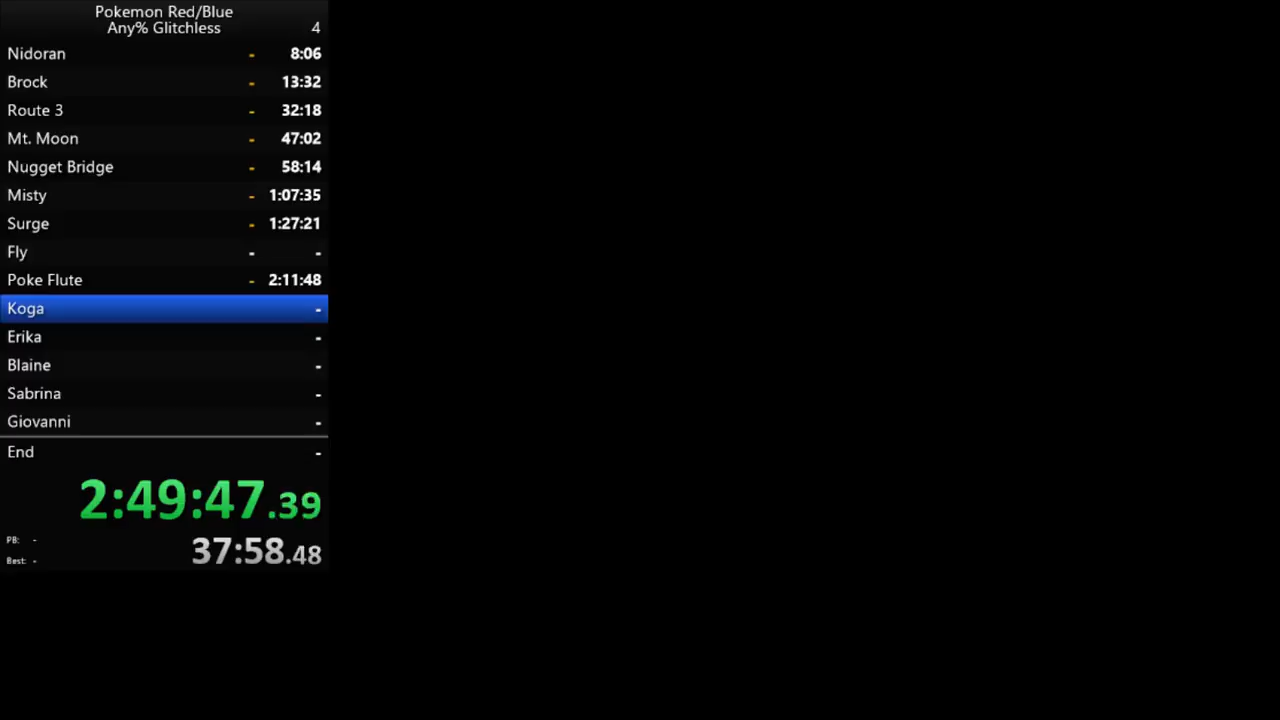 Pokemon Red/Blue
Any% Glitchless 4
Nidoran - 8:06
Brock - 13:32
Route 3 - 32:18
Mt. Moon - 47:02
Nugget Bridge - 58:14
Misty - 1:07:35
Surge - 1:27:21
Fly - -
Poke Flute - 2:11:48
Koga -
Erika -
Blaine -
Sabrina -
Giovanni -
End -
2:49:47.39
PB: -
37:58.48
Best: -